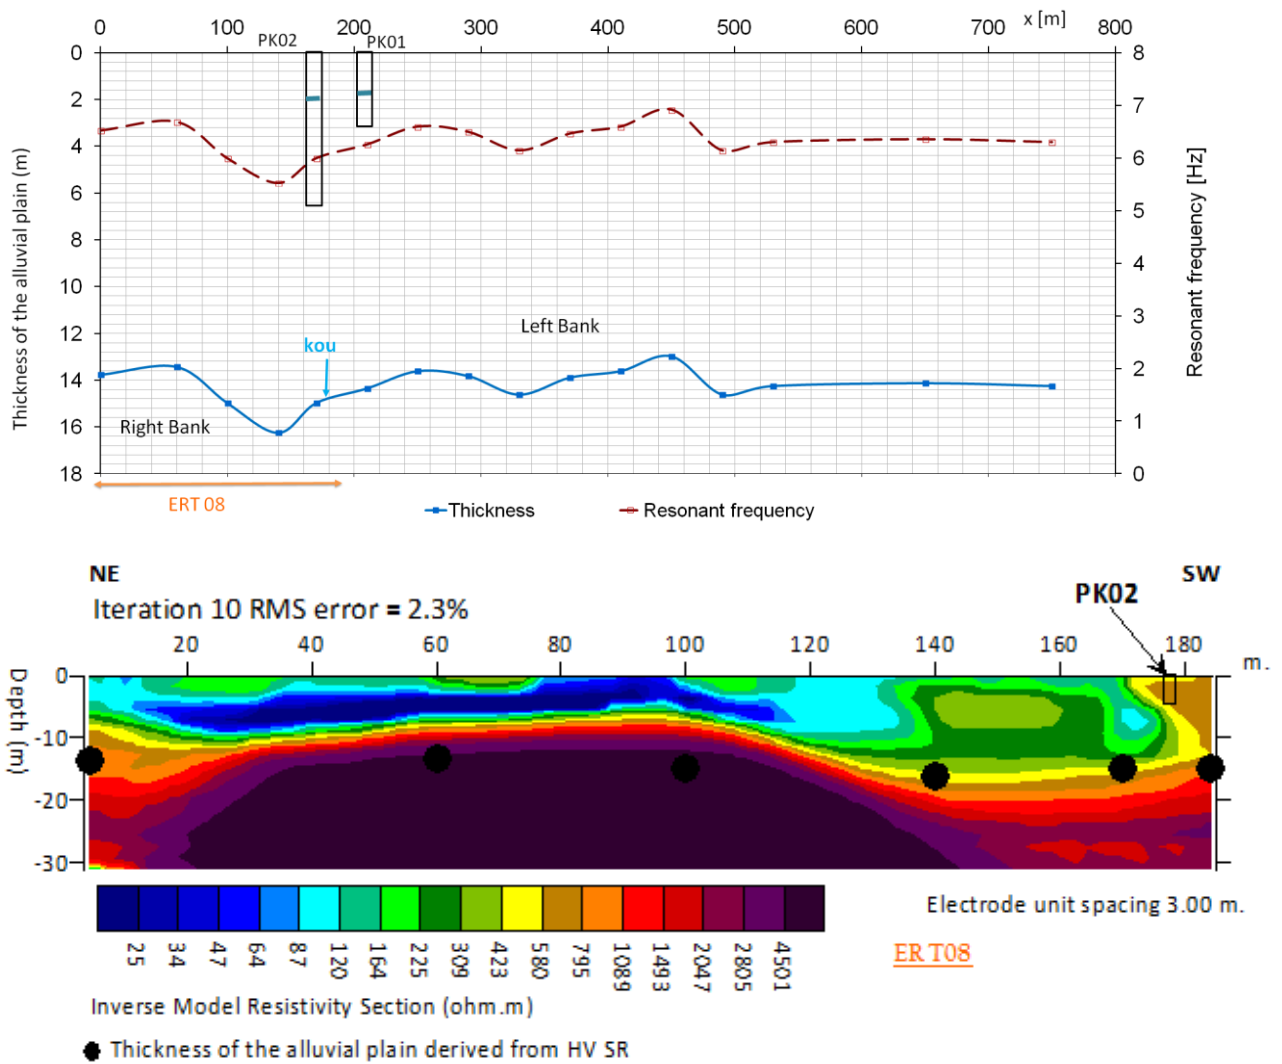 0 100 200 300 400 500 600 700 x [m] 800
PK02 PK01
0 8
2 7
4 6
6 5
8 4
10 3
12 2
14 1
16 0
18
Thickness of the alluvial plain (m)
Resonant frequency [Hz]
Left Bank
kou
Right Bank
ERT 08
Thickness Resonant frequency
NE SW
Iteration 10 RMS error = 2.3%
PK02
20 40 60 80 100 120 140 160 180 m.
Depth (m)
0
-10
-20
-30
25 34 47 64 87 120 164 225 309 423 580 795 1089 1493 2047 2805 4501
Electrode unit spacing 3.00 m.
ER T08
Inverse Model Resistivity Section (ohm.m)
Thickness of the alluvial plain derived from HV SR